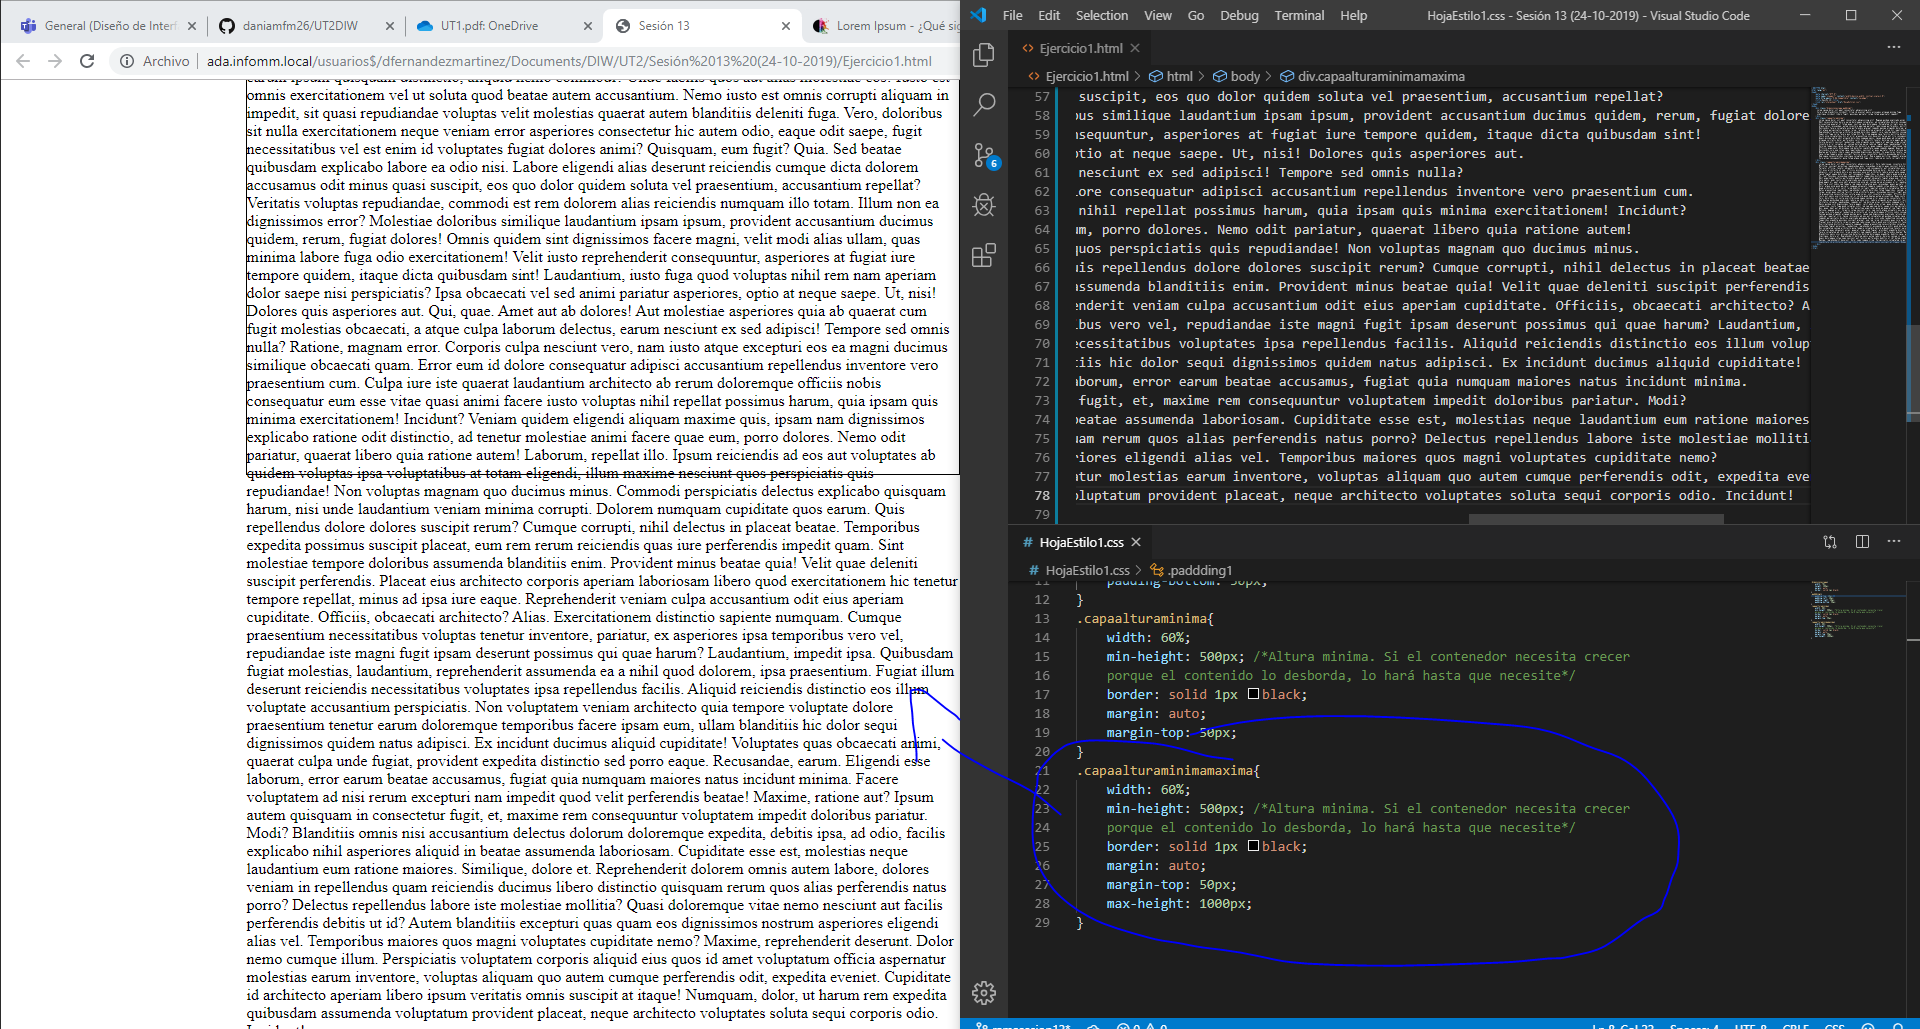 General (Diseño de Interf
daniamfm26/UT2DIW
UT1.pdf: OneDrive
Sesión 13
Lorem Ipsum - ¿Qué sig
Archivo
ada.infomm.local/usuarios$/dfernandezmartinez/Documents/DIW/UT2/Sesión%2013%20(24-10-2019)/Ejercicio1.html
omnis exercitationem vel ut soluta quod beatae autem accusantium. Nemo iusto est omnis corrupti aliquam in
impedit, sit quasi repudiandae voluptas velit molestias quaerat autem blanditiis deleniti fuga. Vero, doloribus
sit nulla exercitationem neque veniam error asperiores consectetur hic autem odio, eaque odit saepe, fugit
necessitatibus vel est enim id voluptates fugiat dolores animi? Quisquam, eum fugit? Quia. Sed beatae
quibusdam explicabo labore ea odio nisi. Labore eligendi alias deserunt reiciendis cumque dicta dolorem
accusamus odit minus quasi suscipit, eos quo dolor quidem soluta vel praesentium, accusantium repellat?
Veritatis voluptas repudiandae, commodi est rem dolorem alias reiciendis numquam illo totam. Illum non ea
dignissimos error? Molestiae doloribus similique laudantium ipsam ipsum, provident accusantium ducimus
quidem, rerum, fugiat dolores! Omnis quidem sint dignissimos facere magni, velit modi alias ullam, quas
minima labore fuga odio exercitationem! Velit iusto reprehenderit consequuntur, asperiores at fugiat iure
tempore quidem, itaque dicta quibusdam sint! Laudantium, iusto fuga quod voluptas nihil rem nam aperiam
dolor saepe nisi perspiciatis? Ipsa obcaecati vel sed animi pariatur asperiores, optio at neque saepe. Ut, nisi!
Dolores quis asperiores aut. Qui, quae. Amet aut ab dolores! Aut molestiae asperiores quia ab quaerat cum
fugit molestias obcaecati, a atque culpa laborum delectus, earum nesciunt ex sed adipisci! Tempore sed omnis
nulla? Ratione, magnam error. Corporis culpa nesciunt vero, nam iusto atque excepturi eos ea magni ducimus
similique obcaecati quam. Error eum id dolore consequatur adipisci accusantium repellendus inventore vero
praesentium cum. Culpa iure iste quaerat laudantium architecto ab rerum doloremque officiis nobis
consequatur eum esse vitae quasi animi facere iusto voluptas nihil repellat possimus harum, quia ipsam quis
minima exercitationem! Incidunt? Veniam quidem eligendi aliquam maxime quis, ipsam nam dignissimos
explicabo ratione odit distinctio, ad tenetur molestiae animi facere quae eum, porro dolores. Nemo odit
pariatur, quaerat libero quia ratione autem! Laborum, repellat illo. Ipsum reiciendis ad eos aut voluptates ab
quidem voluptas ipsa voluptatibus at totam eligendi, illum maxime nesciunt quos perspiciatis quis
repudiandae! Non voluptas magnam quo ducimus minus. Commodi perspiciatis delectus explicabo quisquam
harum, nisi unde laudantium veniam minima corrupti. Dolorem numquam cupiditate quos earum. Quis
repellendus dolore dolores suscipit rerum? Cumque corrupti, nihil delectus in placeat beatae. Temporibus
expedita possimus suscipit placeat, eum rem rerum reiciendis quas iure perferendis impedit quam. Sint
molestiae tempore doloribus assumenda blanditiis enim. Provident minus beatae quia! Velit quae deleniti
suscipit perferendis. Placeat eius architecto corporis aperiam laboriosam libero quod exercitationem hic tenetur
tempore repellat, minus ad ipsa iure eaque. Reprehenderit veniam culpa accusantium odit eius aperiam
cupiditate. Officiis, obcaecati architecto? Alias. Exercitationem distinctio sapiente numquam. Cumque
praesentium necessitatibus voluptas tenetur inventore, pariatur, ex asperiores ipsa temporibus vero vel,
repudiandae iste magni fugit ipsam deserunt possimus qui quae harum? Laudantium, impedit ipsa. Quibusdam
fugiat molestias, laudantium, reprehenderit assumenda ea a nihil quod dolorem, ipsa praesentium. Fugiat illum
deserunt reiciendis necessitatibus voluptates ipsa repellendus facilis. Aliquid reiciendis distinctio eos illum
voluptate accusantium perspiciatis. Non voluptatem veniam architecto quia tempore voluptate dolore
praesentium tenetur earum doloremque temporibus facere ipsam eum, ullam blanditiis hic dolor sequi
dignissimos quidem natus adipisci. Ex incidunt ducimus aliquid cupiditate! Voluptates quas obcaecati animi,
quaerat culpa unde fugiat, provident expedita distinctio sed porro eaque. Recusandae, earum. Eligendi esse
laborum, error earum beatae accusamus, fugiat quia numquam maiores natus incidunt minima. Facere
voluptatem ad nisi rerum excepturi nam impedit quod velit perferendis beatae! Maxime, ratione aut? Ipsum
autem quisquam in consectetur fugit, et, maxime rem consequuntur voluptatem impedit doloribus pariatur.
Modi? Blanditiis omnis nisi accusantium delectus dolorum doloremque expedita, debitis ipsa, ad odio, facilis
explicabo nihil asperiores aliquid in beatae assumenda laboriosam. Cupiditate esse est, molestias neque
laudantium eum ratione maiores. Similique, dolore et. Reprehenderit dolorem omnis autem labore, dolores
veniam in repellendus quam reiciendis ducimus libero distinctio quisquam rerum quos alias perferendis natus
porro? Delectus repellendus labore iste molestiae mollitia? Quasi doloremque vitae nemo nesciunt aut facilis
perferendis debitis ut id? Autem blanditiis excepturi quas quam eos dignissimos nostrum asperiores eligendi
alias vel. Temporibus maiores quos magni voluptates cupiditate nemo? Maxime, reprehenderit deserunt. Dolor
nemo cumque illum. Perspiciatis voluptatem corporis aliquid eius quos id amet voluptatum officia aspernatur
molestias earum inventore, voluptas aliquam quo autem cumque perferendis odit, expedita eveniet. Cupiditate
id architecto aperiam libero ipsum veritatis omnis suscipit at itaque! Numquam, dolor, ut harum rem expedita
quibusdam assumenda voluptatum provident placeat, neque architecto voluptates soluta sequi corporis odio.
File Edit Selection View Go Debug Terminal Help
HojaEstilo1.css - Sesión 13 (24-10-2019) - Visual Studio Code
Ejercicio1.html
Ejercicio1.html > html > body > div.capaalturaminimamaxima
6
57 suscipit, eos quo dolor quidem soluta vel praesentium, accusantium repellat?
58 ous similique laudantium ipsam ipsum, provident accusantium ducimus quidem, rerum, fugiat dolore
59 nsequuntur, asperiores at fugiat iure tempore quidem, itaque dicta quibusdam sint!
60 ptio at neque saepe. Ut, nisi! Dolores quis asperiores aut.
61 nesciunt ex sed adipisci! Tempore sed omnis nulla?
62 ore consequatur adipisci accusantium repellendus inventore vero praesentium cum.
63 nihil repellat possimus harum, quia ipsam quis minima exercitationem! Incidunt?
64 m, porro dolores. Nemo odit pariatur, quaerat libero quia ratione autem!
65 quos perspiciatis quis repudiandae! Non voluptas magnam quo ducimus minus.
66 uis repellendus dolore dolores suscipit rerum? Cumque corrupti, nihil delectus in placeat beatae
67 assumenda blanditiis enim. Provident minus beatae quia! Velit quae deleniti suscipit perferendis
68 enderit veniam culpa accusantium odit eius aperiam cupiditate. Officiis, obcaecati architecto? A
69 bus vero vel, repudiandae iste magni fugit ipsam deserunt possimus qui quae harum? Laudantium,
70 ecessitatibus voluptates ipsa repellendus facilis. Aliquid reiciendis distinctio eos illum volup
71 tiis hic dolor sequi dignissimos quidem natus adipisci. Ex incidunt ducimus aliquid cupiditate!
72 aborum, error earum beatae accusamus, fugiat quia numquam maiores natus incidunt minima.
73 fugit, et, maxime rem consequuntur voluptatem impedit doloribus pariatur. Modi?
74 beatae assumenda laboriosam. Cupiditate esse est, molestias neque laudantium eum ratione maiores
75 uam rerum quos alias perferendis natus porro? Delectus repellendus labore iste molestiae molliti
76 riores eligendi alias vel. Temporibus maiores quos magni voluptates cupiditate nemo?
77 atur molestias earum inventore, voluptas aliquam quo autem cumque perferendis odit, expedita eve
78 oluptatum provident placeat, neque architecto voluptates soluta sequi corporis odio. Incidunt!
79
# HojaEstilo1.css
# HojaEstilo1.css > .paddding1
11 padding-bottom: 50px;
12 }
13 .capaalturaminima{
14 width: 60%;
15 min-height: 500px; /*Altura minima. Si el contenedor necesita crecer
16 porque el contenido lo desborda, lo hará hasta que necesite*/
17 border: solid 1px black;
18 margin: auto;
19 margin-top: 50px;
20 }
21 .capaalturaminimamaxima{
22 width: 60%;
23 min-height: 500px; /*Altura minima. Si el contenedor necesita crecer
24 porque el contenido lo desborda, lo hará hasta que necesite*/
25 border: solid 1px black;
26 margin: auto;
27 margin-top: 50px;
28 max-height: 1000px;
29 }